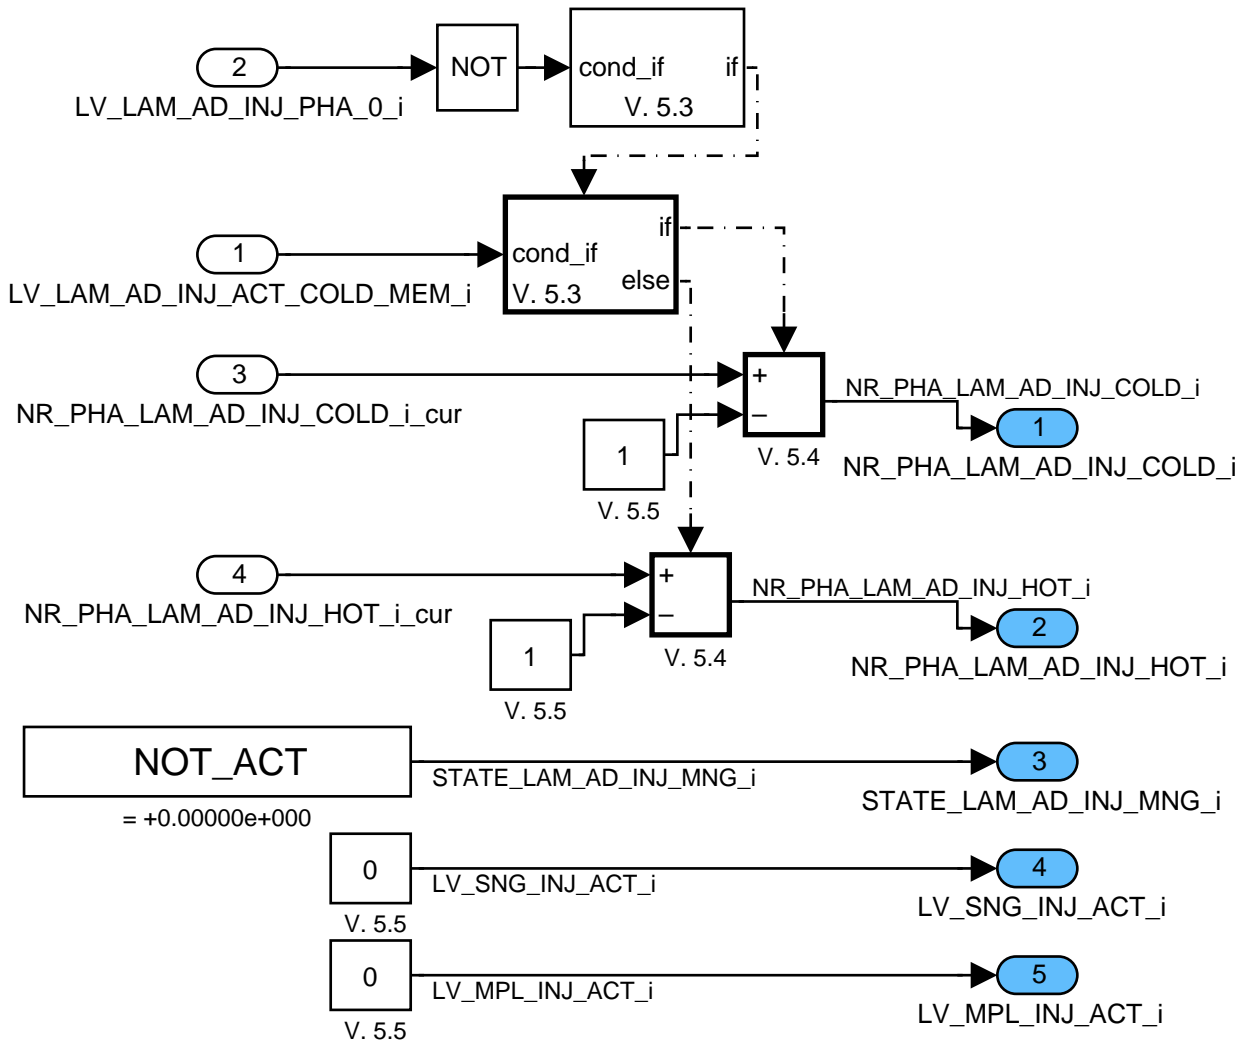 2
NOT
cond_if
if
V. 5.3
LV_LAM_AD_INJ_PHA_0_i
if
1
cond_if
else
V. 5.3
LV_LAM_AD_INJ_ACT_COLD_MEM_i
3
+
NR_PHA_LAM_AD_INJ_COLD_i
NR_PHA_LAM_AD_INJ_COLD_i_cur
–
1
1
V. 5.4
NR_PHA_LAM_AD_INJ_COLD_i
V. 5.5
4
+
NR_PHA_LAM_AD_INJ_HOT_i
NR_PHA_LAM_AD_INJ_HOT_i_cur
–
2
1
V. 5.4
NR_PHA_LAM_AD_INJ_HOT_i
V. 5.5
NOT_ACT
3
STATE_LAM_AD_INJ_MNG_i
STATE_LAM_AD_INJ_MNG_i
= +0.00000e+000
0
4
LV_SNG_INJ_ACT_i
LV_SNG_INJ_ACT_i
V. 5.5
0
5
LV_MPL_INJ_ACT_i
LV_MPL_INJ_ACT_i
V. 5.5